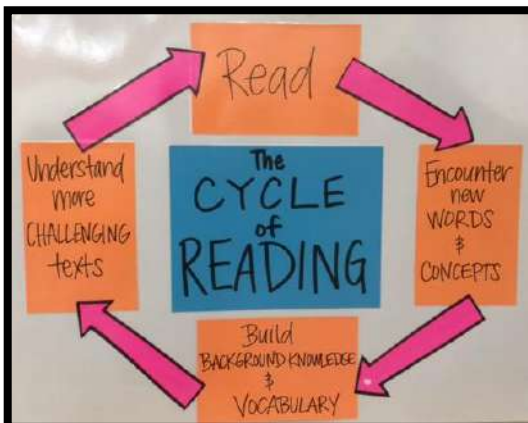 Read
The
CYCLE
of
READING
Encounter
new
WORDS
&
CONCEPTS
Build
BACKGROUND KNOWLEDGE
&
VOCABULARY
Understand
more
CHALLENGING
texts